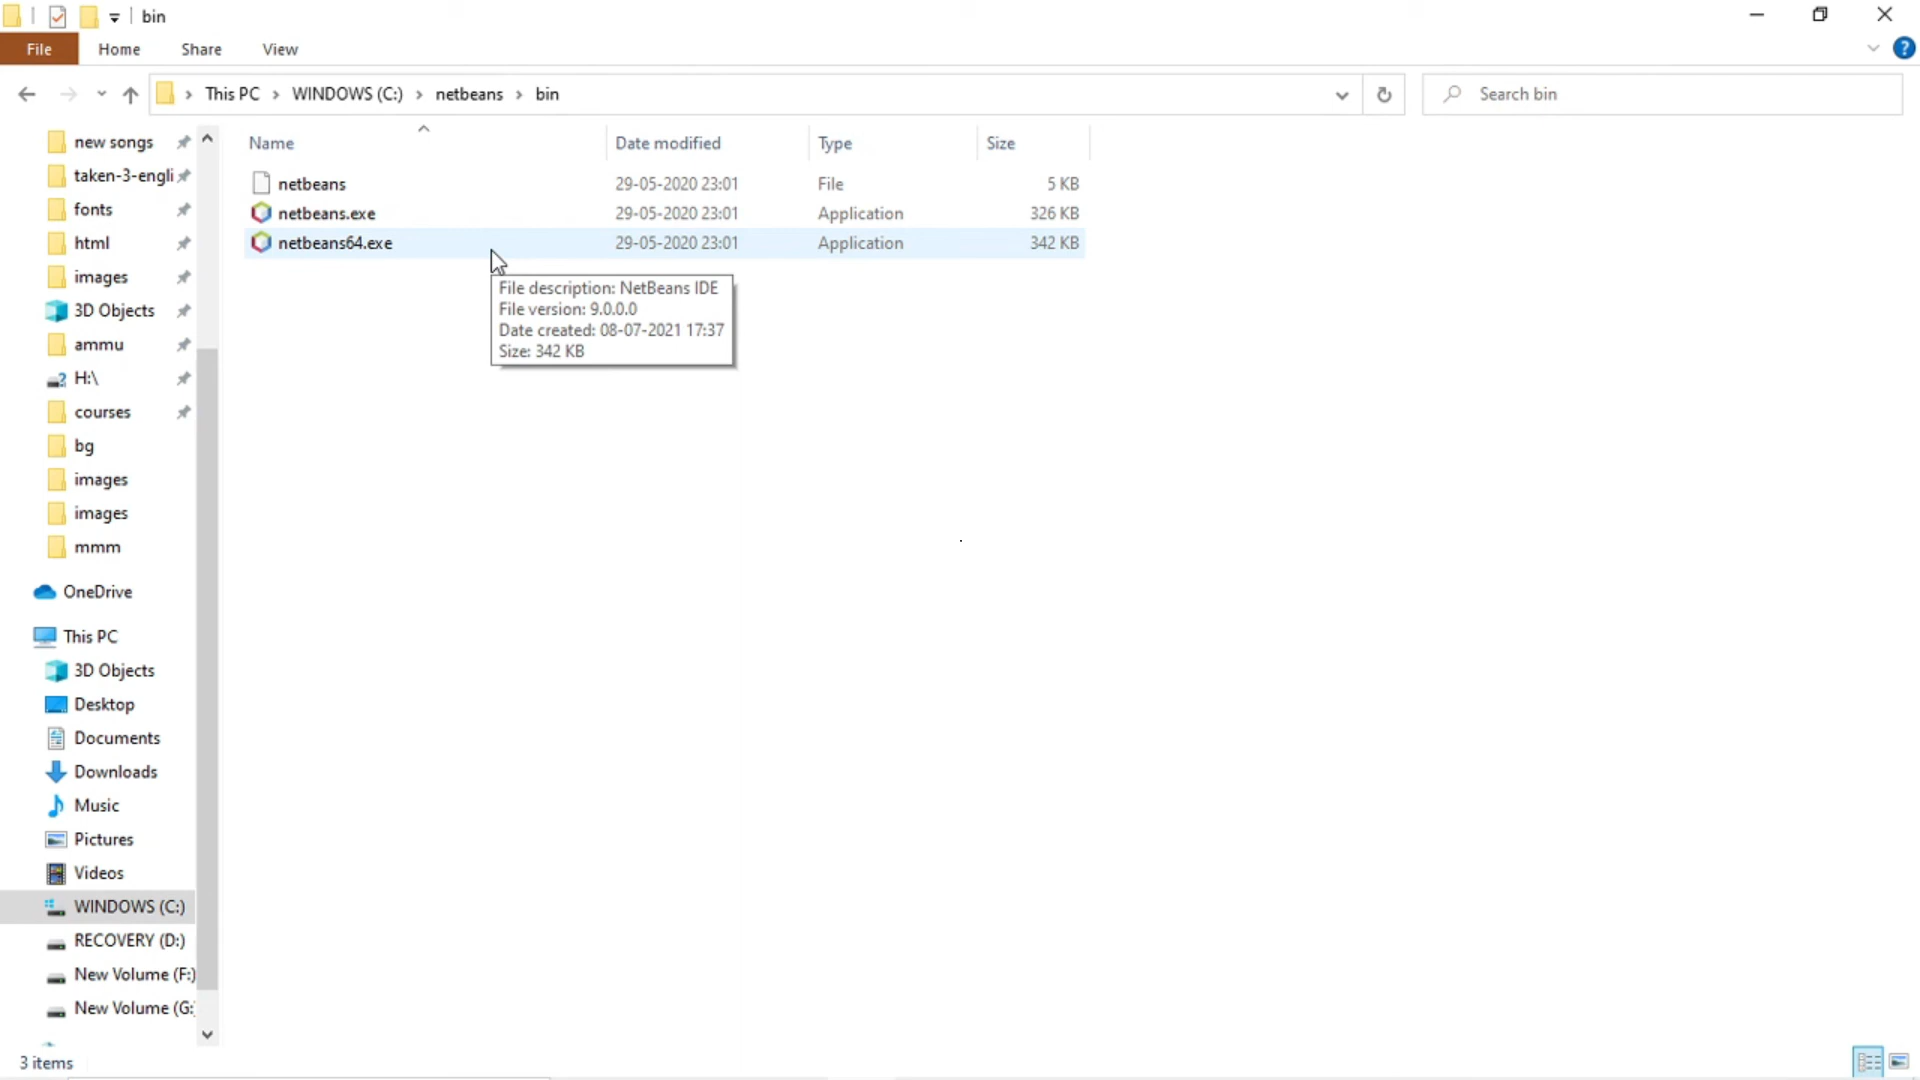 bin
File Home Share View
This PC WINDOWS (C:) netbeans bin
Search bin
Name Date modified Type Size
netbeans 29-05-2020 23:01 File 5 KB
netbeans.exe 29-05-2020 23:01 Application 326 KB
netbeans64.exe 29-05-2020 23:01 Application 342 KB
File description: NetBeans IDE
File version: 9.0.0.0
Date created: 08-07-2021 17:37
Size: 342 KB
new songs
taken-3-engli
fonts
html
images
3D Objects
ammu
H:\
courses
bg
images
images
mmm
OneDrive
This PC
3D Objects
Desktop
Documents
Downloads
Music
Pictures
Videos
WINDOWS (C:)
RECOVERY (D:)
New Volume (F:)
New Volume (G:
3 items